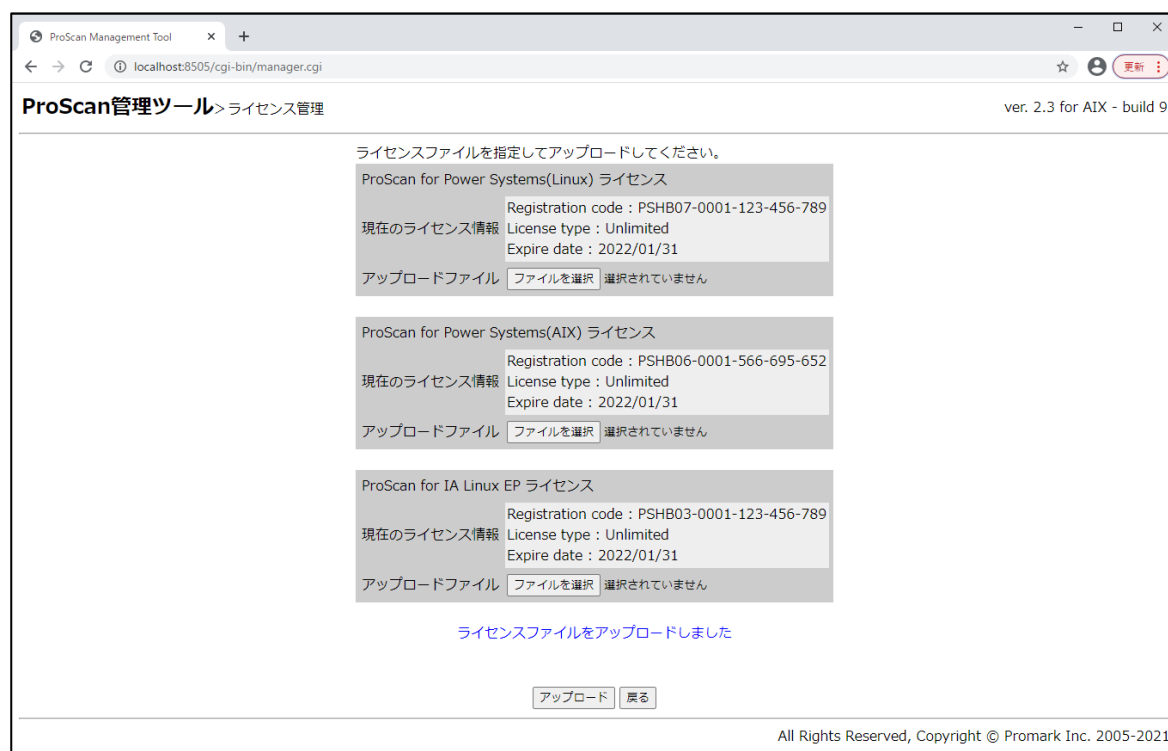 ProScan Management Tool
localhost:8505/cgi-bin/manager.cgi
更新
ProScan管理ツール>ライセンス管理
ver. 2.3 for AIX - build 9
ライセンスファイルを指定してアップロードしてください。
ProScan for Power Systems(Linux) ライセンス
現在のライセンス情報
Registration code : PSHB07-0001-123-456-789
License type : Unlimited
Expire date : 2022/01/31
アップロードファイル ファイルを選択 選択されていません
ProScan for Power Systems(AIX) ライセンス
現在のライセンス情報
Registration code : PSHB06-0001-566-695-652
License type : Unlimited
Expire date : 2022/01/31
アップロードファイル ファイルを選択 選択されていません
ProScan for IA Linux EP ライセンス
現在のライセンス情報
Registration code : PSHB03-0001-123-456-789
License type : Unlimited
Expire date : 2022/01/31
アップロードファイル ファイルを選択 選択されていません
ライセンスファイルをアップロードしました
アップロード 戻る
All Rights Reserved, Copyright © Promark Inc. 2005-2021